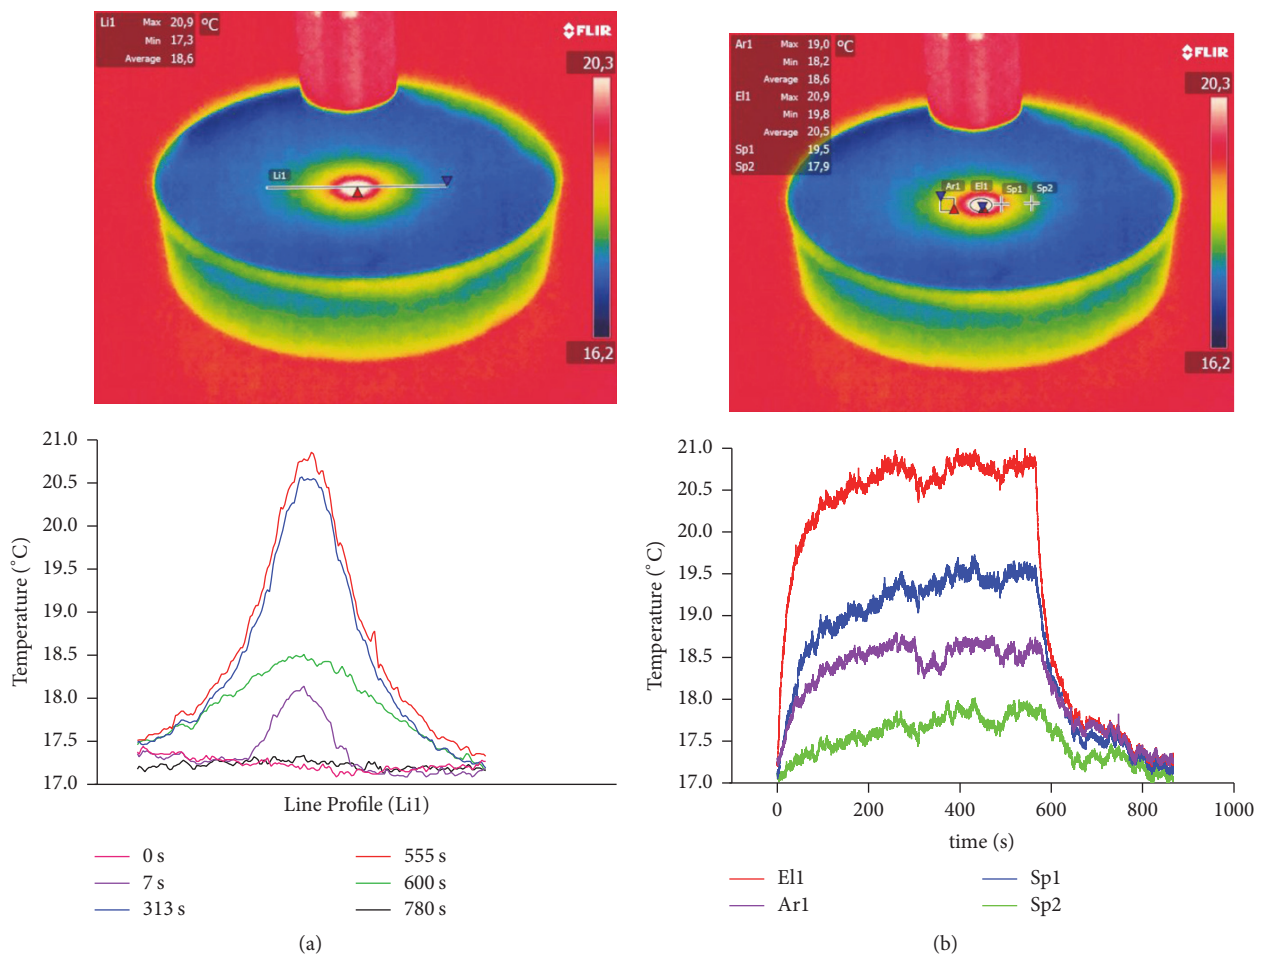 Li1 Max 20,9 °C
Min 17,3
Average 18,6
FLIR
20,3
Li1
16,2
Ar1 Max 19,0 °C
Min 18,2
Average 18,6
El1 Max 20,9
Min 19,8
Average 20,5
Sp1 19,5
Sp2 17,9
FLIR
20,3
Ar1 El1 Sp1 Sp2
16,2
21.0
20.5
20.0
19.5
19.0
18.5
18.0
17.5
17.0
Temperature (°C)
Line Profile (Li1)
0 s
7 s
313 s
555 s
600 s
780 s
(a)
21.0
20.5
20.0
19.5
19.0
18.5
18.0
17.5
17.0
Temperature (°C)
0 200 400 600 800 1000
time (s)
El1
Ar1
Sp1
Sp2
(b)